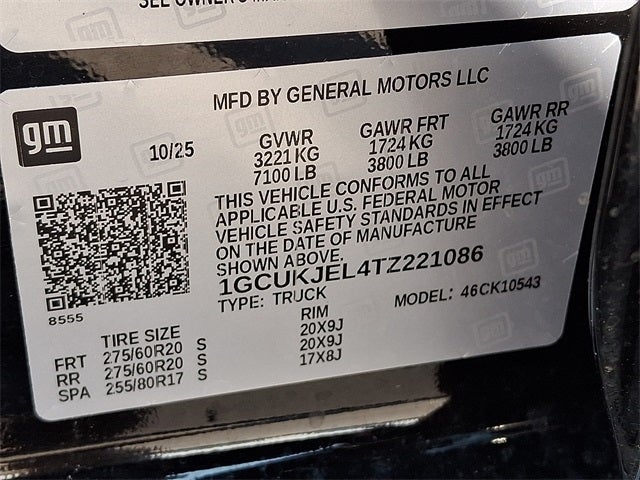 SEE OWNER'S
MFD BY GENERAL MOTORS LLC
gm
10/25
GVWR GAWR FRT GAWR RR
3221 KG 1724 KG 1724 KG
7100 LB 3800 LB 3800 LB
THIS VEHICLE CONFORMS TO ALL
APPLICABLE U.S. FEDERAL MOTOR
VEHICLE SAFETY STANDARDS IN EFFECT
ON THE DATE OF MANUFACTURE
SHOWN ABOVE.
1GCUKJEL4TZ221086
TYPE: TRUCK MODEL: 46CK10543
8555
TIRE SIZE RIM
FRT 275/60R20 S 20X9J
RR 275/60R20 S 20X9J
SPA 255/80R17 S 17X8J